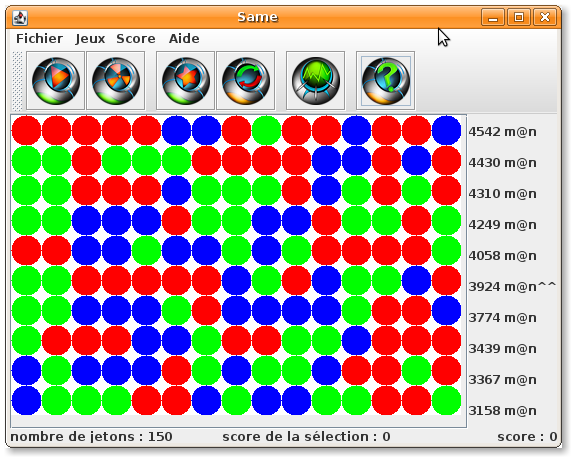 Same
Fichier Jeux Score Aide
4542 m@n
4430 m@n
4310 m@n
4249 m@n
4058 m@n
3924 m@n^^
3774 m@n
3439 m@n
3367 m@n
3158 m@n
nombre de jetons : 150 score de la sélection : 0 score : 0